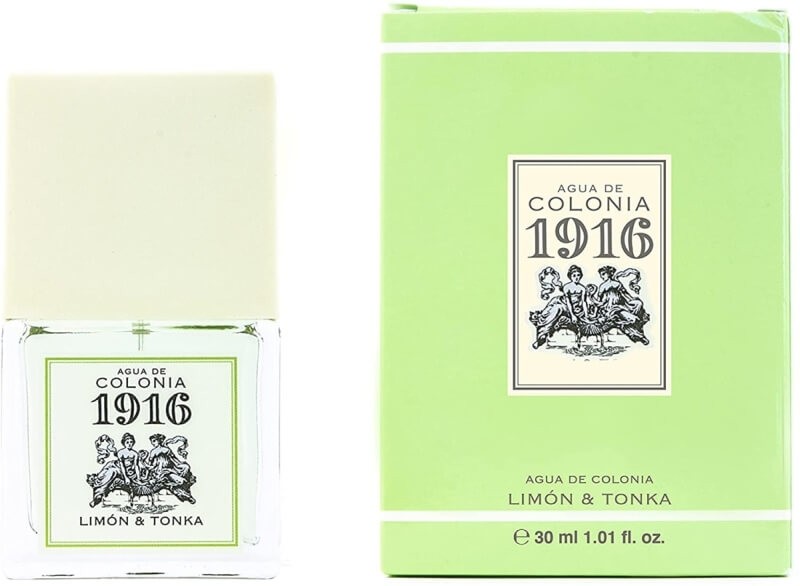 AGUA DE
COLONIA
1916
LIMÓN & TONKA
AGUA DE
COLONIA
1916
AGUA DE COLONIA
LIMÓN & TONKA
℮ 30 ml 1.01 fl. oz.